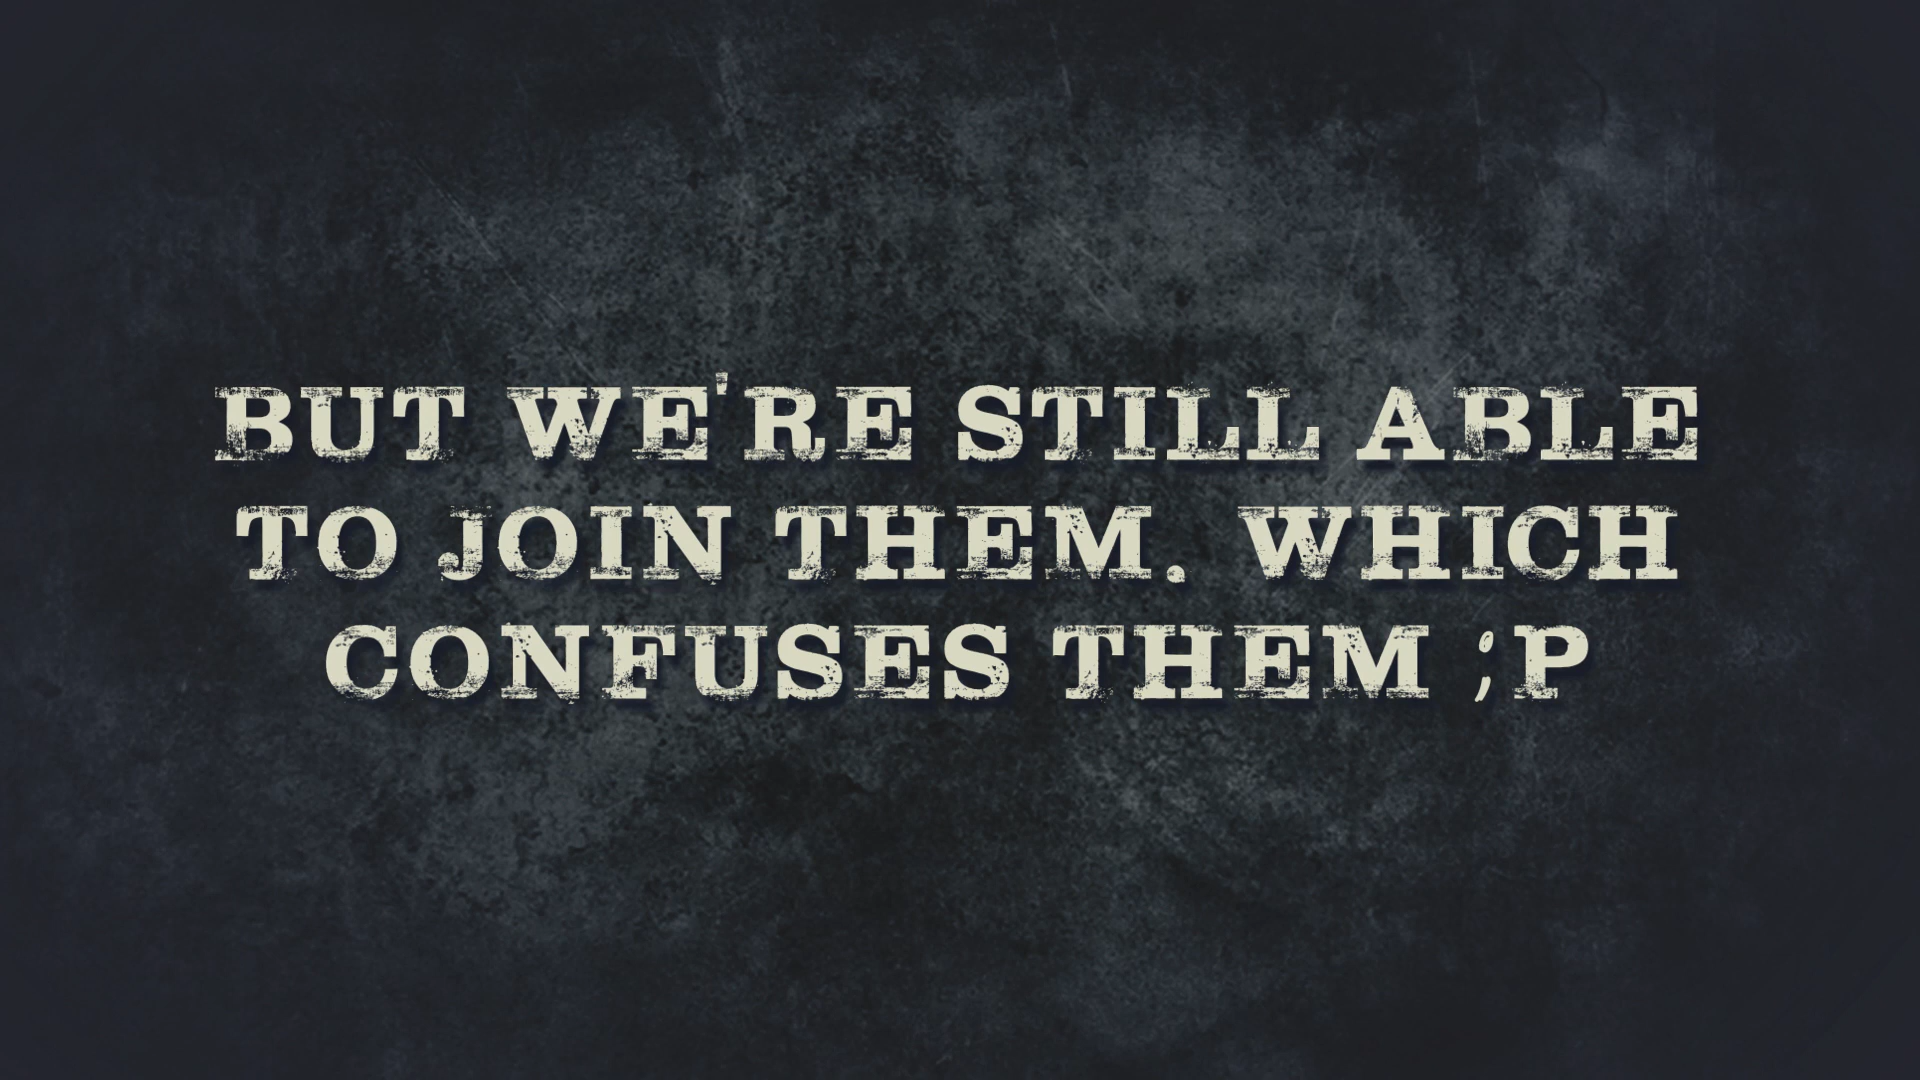 BUT WE'RE STILL ABLE
TO JOIN THEM. WHICH
CONFUSES THEM ;P